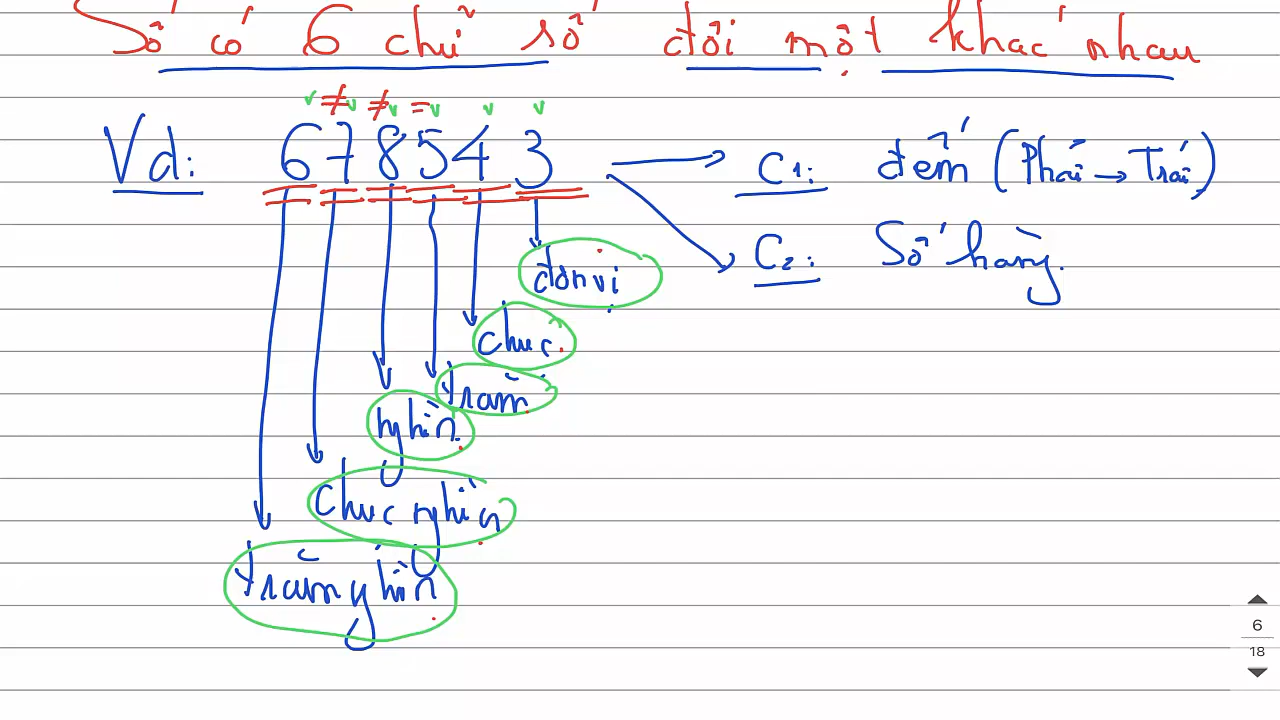 Số có 6 chữ số đôi một khác nhau
≠ ≠ =
Vd: 678543 → C1: đếm (Phải → Trái)
C2: Số hàng.
đơn vị
chục
trăm
nghìn
chục nghìn
trăm nghìn
6
18